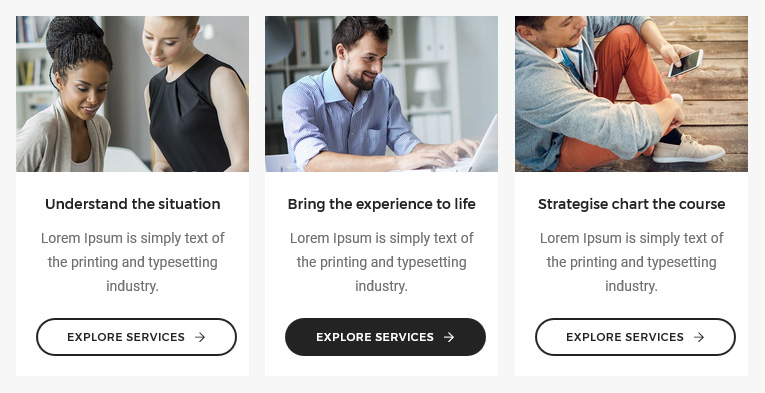 Understand the situation
Lorem Ipsum is simply text of
the printing and typesetting
industry.
EXPLORE SERVICES →
Bring the experience to life
Lorem Ipsum is simply text of
the printing and typesetting
industry.
EXPLORE SERVICES →
Strategise chart the course
Lorem Ipsum is simply text of
the printing and typesetting
industry.
EXPLORE SERVICES →